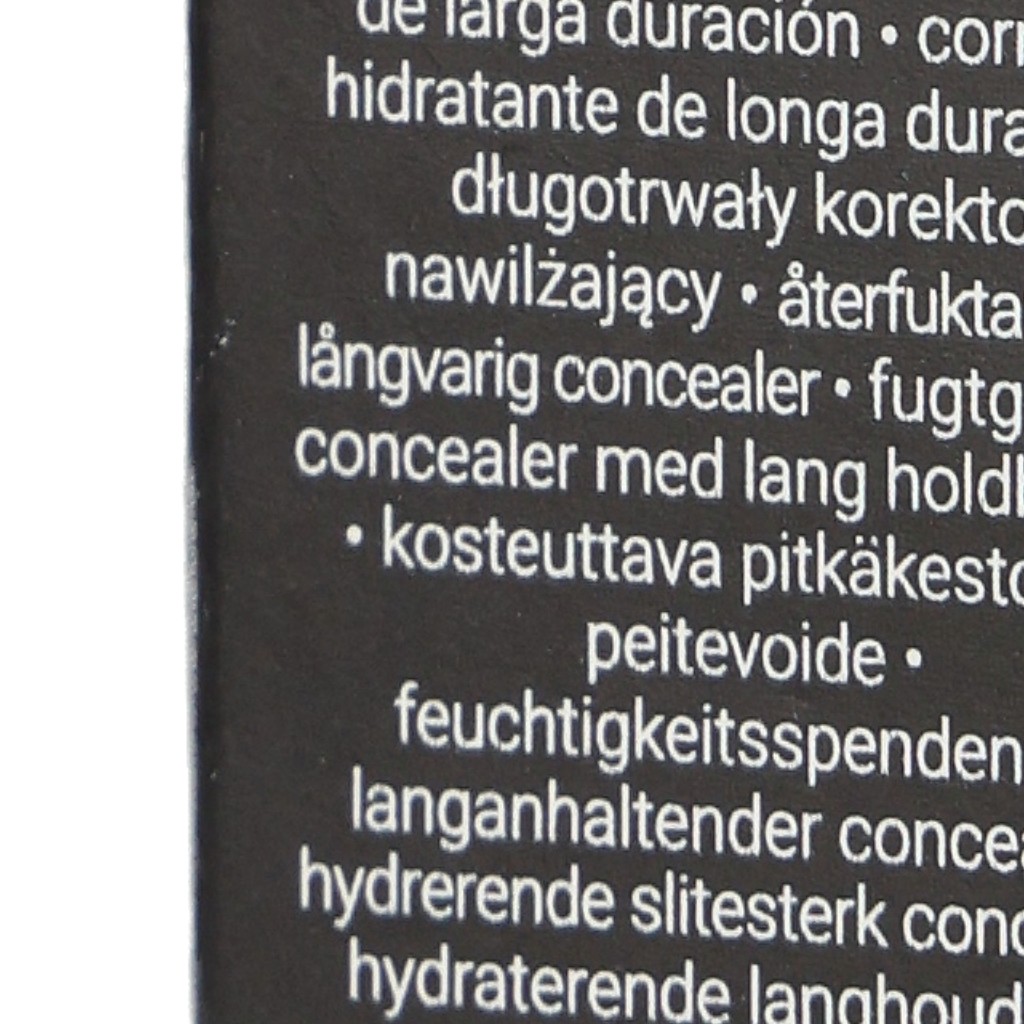 de larga duración • corr
hidratante de longa dura
długotrwały korekto
nawilżający • återfukta
långvarig concealer • fugtg
concealer med lang holdb
• kosteuttava pitkäkesto
peitevoide •
feuchtigkeitsspenden
langanhaltender concea
hydrerende slitesterk conc
hydraterende langhoud